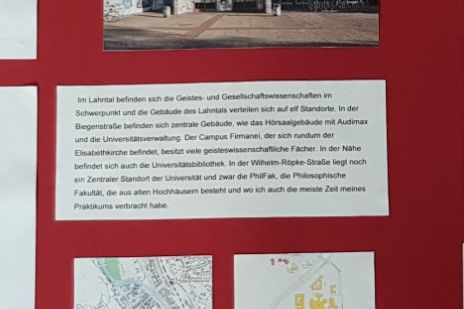 Im Lahntal befinden sich die Geistes- und Gesellschaftswissenschaften im
Schwerpunkt und die Gebäude des Lahntals verteilen sich auf elf Standorte. In der
Biegenstraße befinden sich zentrale Gebäude, wie das Hörsaalgebäude mit Audimax
und die Universitätsverwaltung. Der Campus Firmanei, der sich rundum der
Elisabethkirche befindet, besitzt viele geisteswissenschaftliche Fächer. In der Nähe
befindet sich auch die Universitätsbibliothek. In der Wilhelm-Röpke-Straße liegt noch
ein Zentraler Standort der Universität und zwar die PhilFak, die Philosophische
Fakultät, die aus alten Hochhäusern besteht und wo ich auch die meiste Zeit meines
Praktikums verbracht habe.